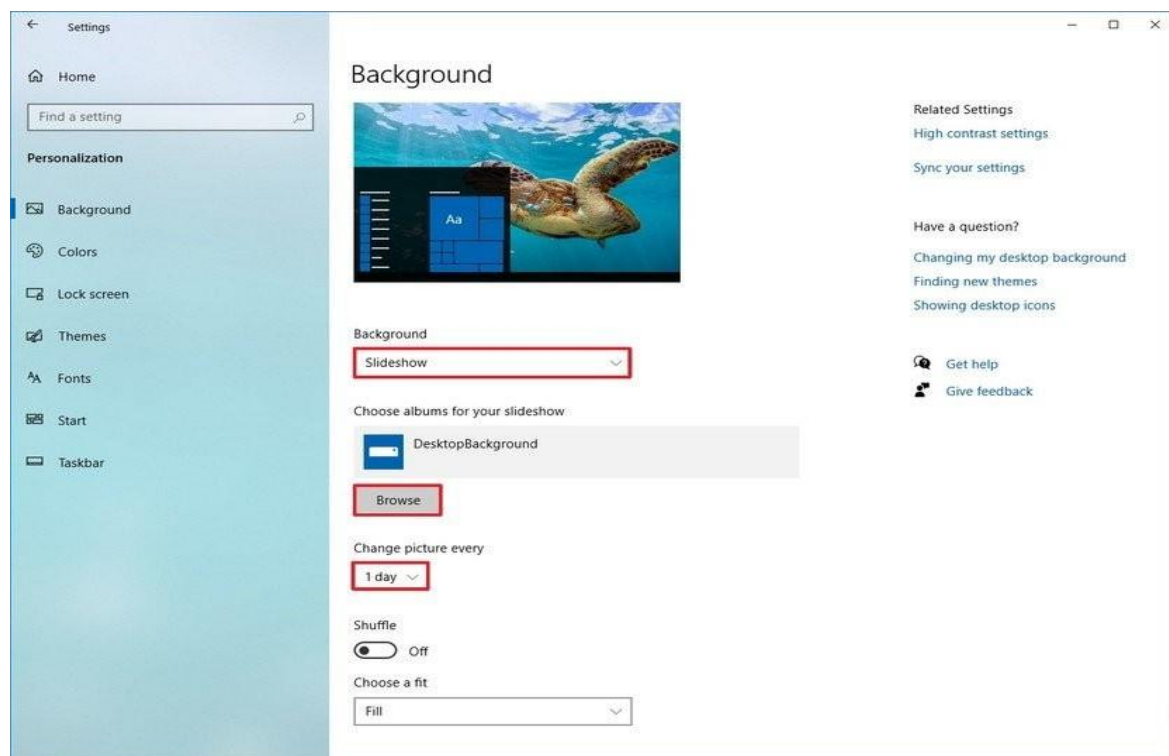 Settings
Home
Find a setting
Personalization
Background
Colors
Lock screen
Themes
Fonts
Start
Taskbar
Background
Aa
Background
Slideshow
Choose albums for your slideshow
DesktopBackground
Browse
Change picture every
1 day
Shuffle
Off
Choose a fit
Fill
Related Settings
High contrast settings
Sync your settings
Have a question?
Changing my desktop background
Finding new themes
Showing desktop icons
Get help
Give feedback